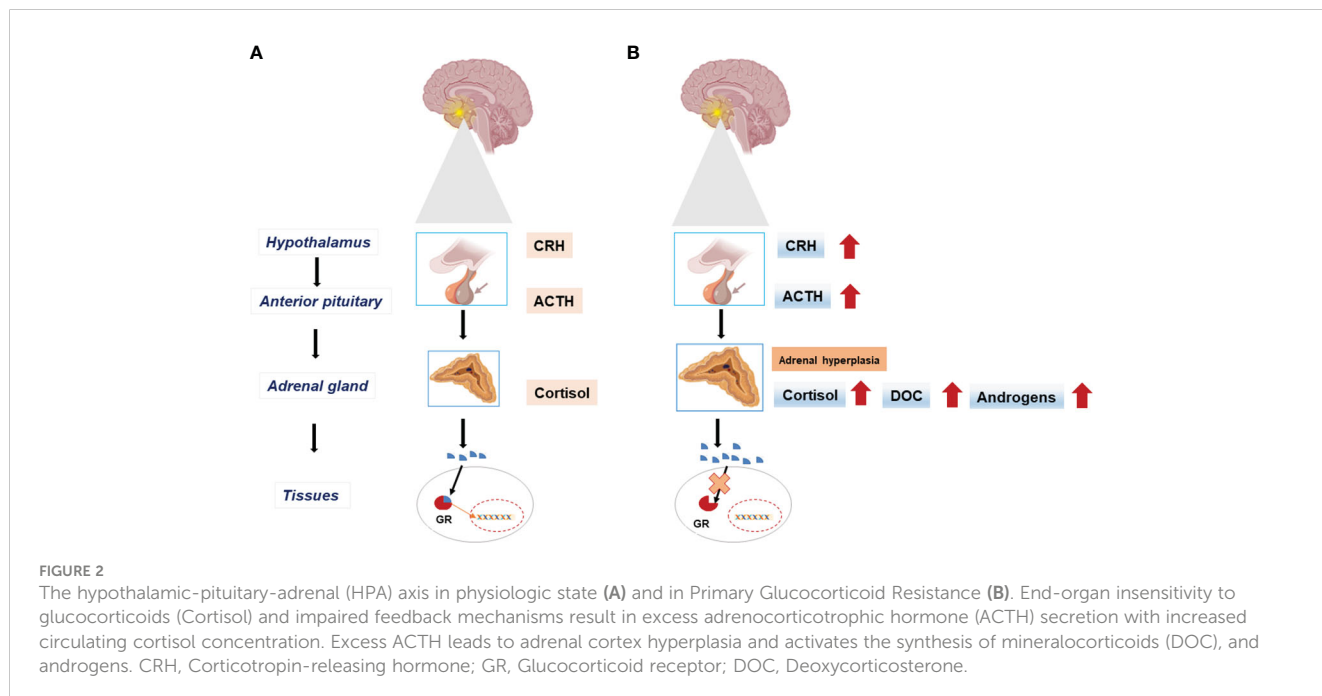 A
B
Hypothalamus
CRH
CRH
Anterior pituitary
ACTH
ACTH
Adrenal hyperplasia
Adrenal gland
Cortisol
Cortisol
DOC
Androgens
Tissues
GR
GR
FIGURE 2
The hypothalamic-pituitary-adrenal (HPA) axis in physiologic state (A) and in Primary Glucocorticoid Resistance (B). End-organ insensitivity to
glucocorticoids (Cortisol) and impaired feedback mechanisms result in excess adrenocorticotrophic hormone (ACTH) secretion with increased
circulating cortisol concentration. Excess ACTH leads to adrenal cortex hyperplasia and activates the synthesis of mineralocorticoids (DOC), and
androgens. CRH, Corticotropin-releasing hormone; GR, Glucocorticoid receptor; DOC, Deoxycorticosterone.